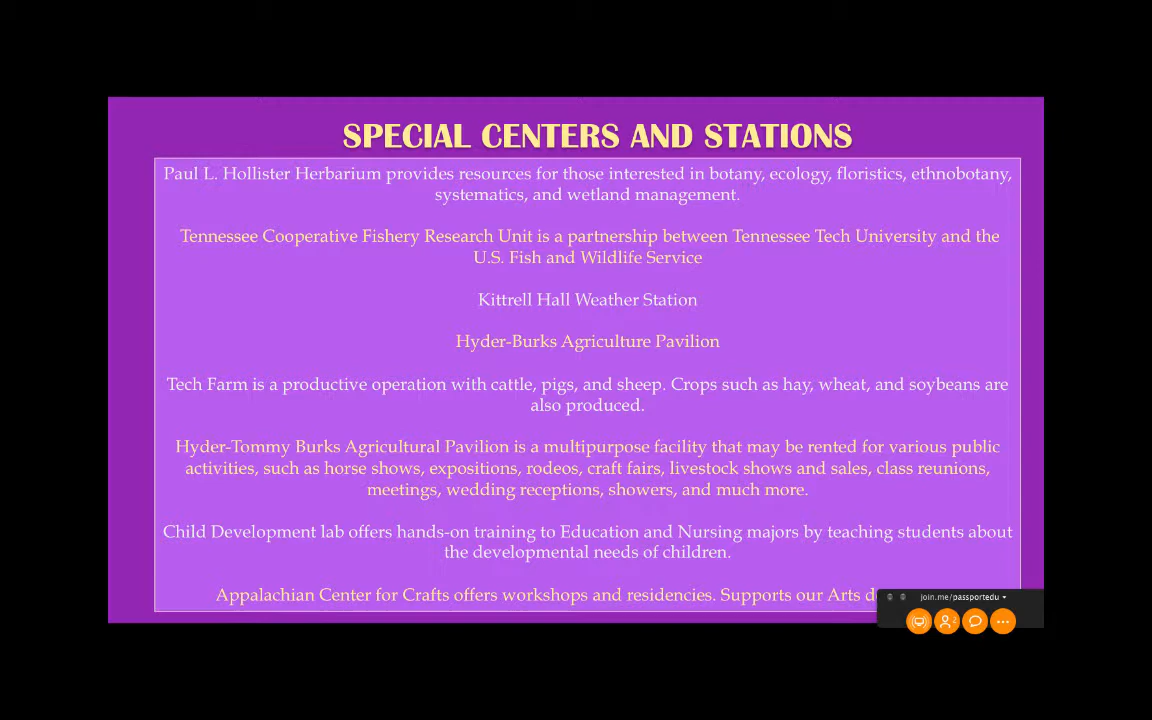 SPECIAL CENTERS AND STATIONS
Paul L. Hollister Herbarium provides resources for those interested in botany, ecology, floristics, ethnobotany,
systematics, and wetland management.
Tennessee Cooperative Fishery Research Unit is a partnership between Tennessee Tech University and the
U.S. Fish and Wildlife Service
Kittrell Hall Weather Station
Hyder-Burks Agriculture Pavilion
Tech Farm is a productive operation with cattle, pigs, and sheep. Crops such as hay, wheat, and soybeans are
also produced.
Hyder-Tommy Burks Agricultural Pavilion is a multipurpose facility that may be rented for various public
activities, such as horse shows, expositions, rodeos, craft fairs, livestock shows and sales, class reunions,
meetings, wedding receptions, showers, and much more.
Child Development lab offers hands-on training to Education and Nursing majors by teaching students about
the developmental needs of children.
Appalachian Center for Crafts offers workshops and residencies. Supports our Arts
join.me/passportedu
2